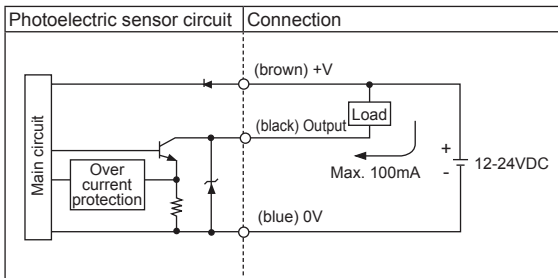 Photoelectric sensor circuit
Connection
(brown) +V
Load
(black) Output
Main circuit
Over
current
protection
Max. 100mA
+
-
12-24VDC
(blue) 0V